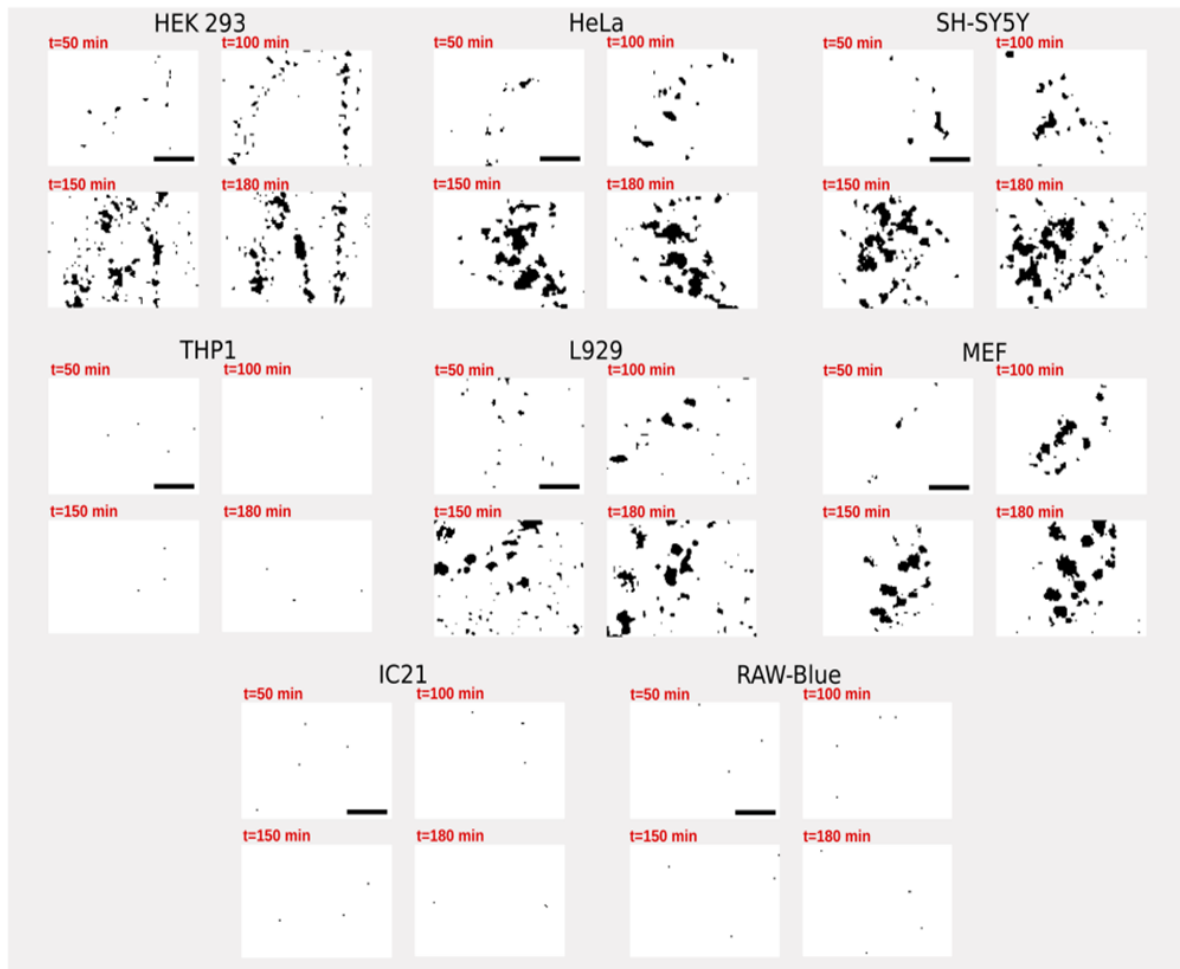 HEK 293
HeLa
SH-SY5Y
t=50 min
t=100 min
t=50 min
t=100 min
t=50 min
t=100 min
t=150 min
t=180 min
t=150 min
t=180 min
t=150 min
t=180 min
THP1
L929
MEF
t=50 min
t=100 min
t=50 min
t=100 min
t=50 min
t=100 min
t=150 min
t=180 min
t=150 min
t=180 min
t=150 min
t=180 min
IC21
RAW-Blue
t=50 min
t=100 min
t=50 min
t=100 min
t=150 min
t=180 min
t=150 min
t=180 min